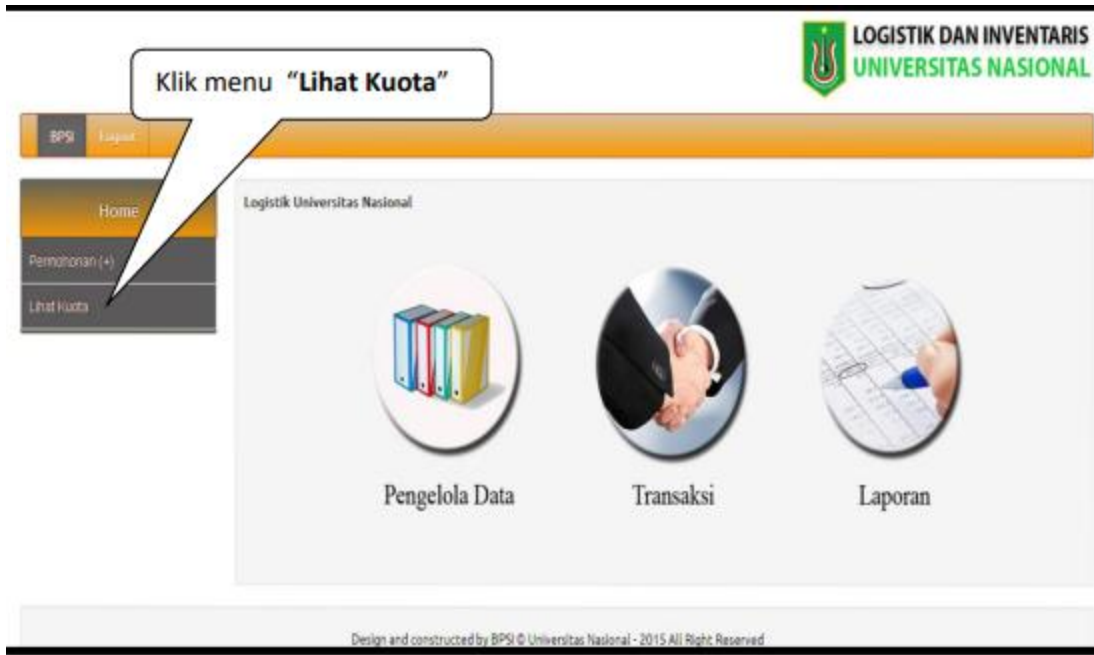 LOGISTIK DAN INVENTARIS
UNIVERSITAS NASIONAL
Klik menu “Lihat Kuota”
BPSI Logout
Home
Logistik Universitas Nasional
Permohonan (+)
Lihat Kuota
Pengelola Data Transaksi Laporan
Design and constructed by BPSI © Universitas Nasional - 2015 All Right Reserved